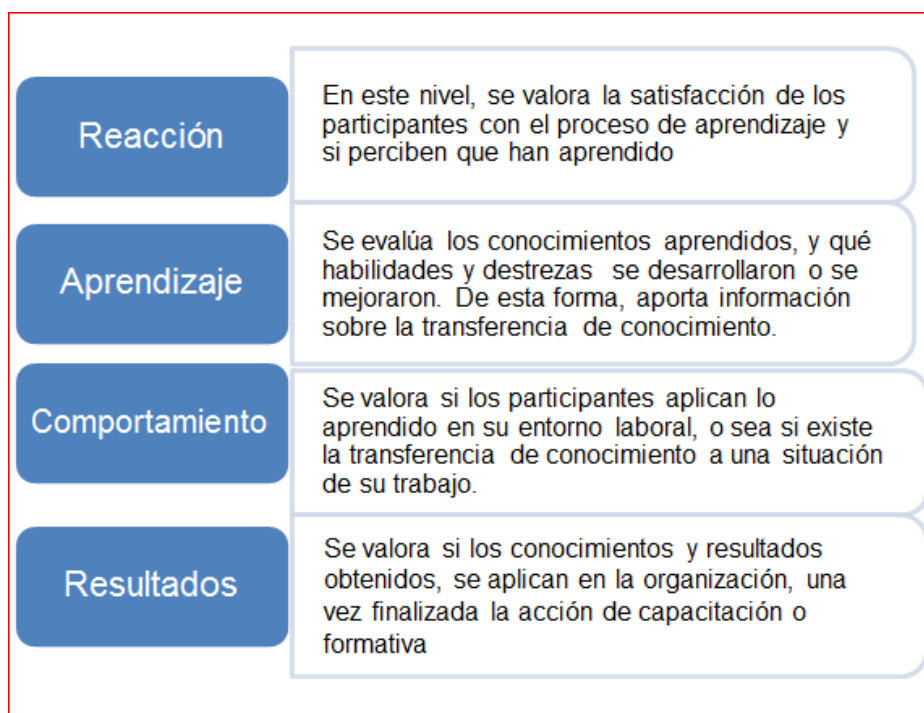 Reacción
En este nivel, se valora la satisfacción de los
participantes con el proceso de aprendizaje y
si perciben que han aprendido
Aprendizaje
Se evalúa los conocimientos aprendidos, y qué
habilidades y destrezas se desarrollaron o se
mejoraron. De esta forma, aporta información
sobre la transferencia de conocimiento.
Comportamiento
Se valora si los participantes aplican lo
aprendido en su entorno laboral, o sea si existe
la transferencia de conocimiento a una situación
de su trabajo.
Resultados
Se valora si los conocimientos y resultados
obtenidos, se aplican en la organización, una
vez finalizada la acción de capacitación o
formativa